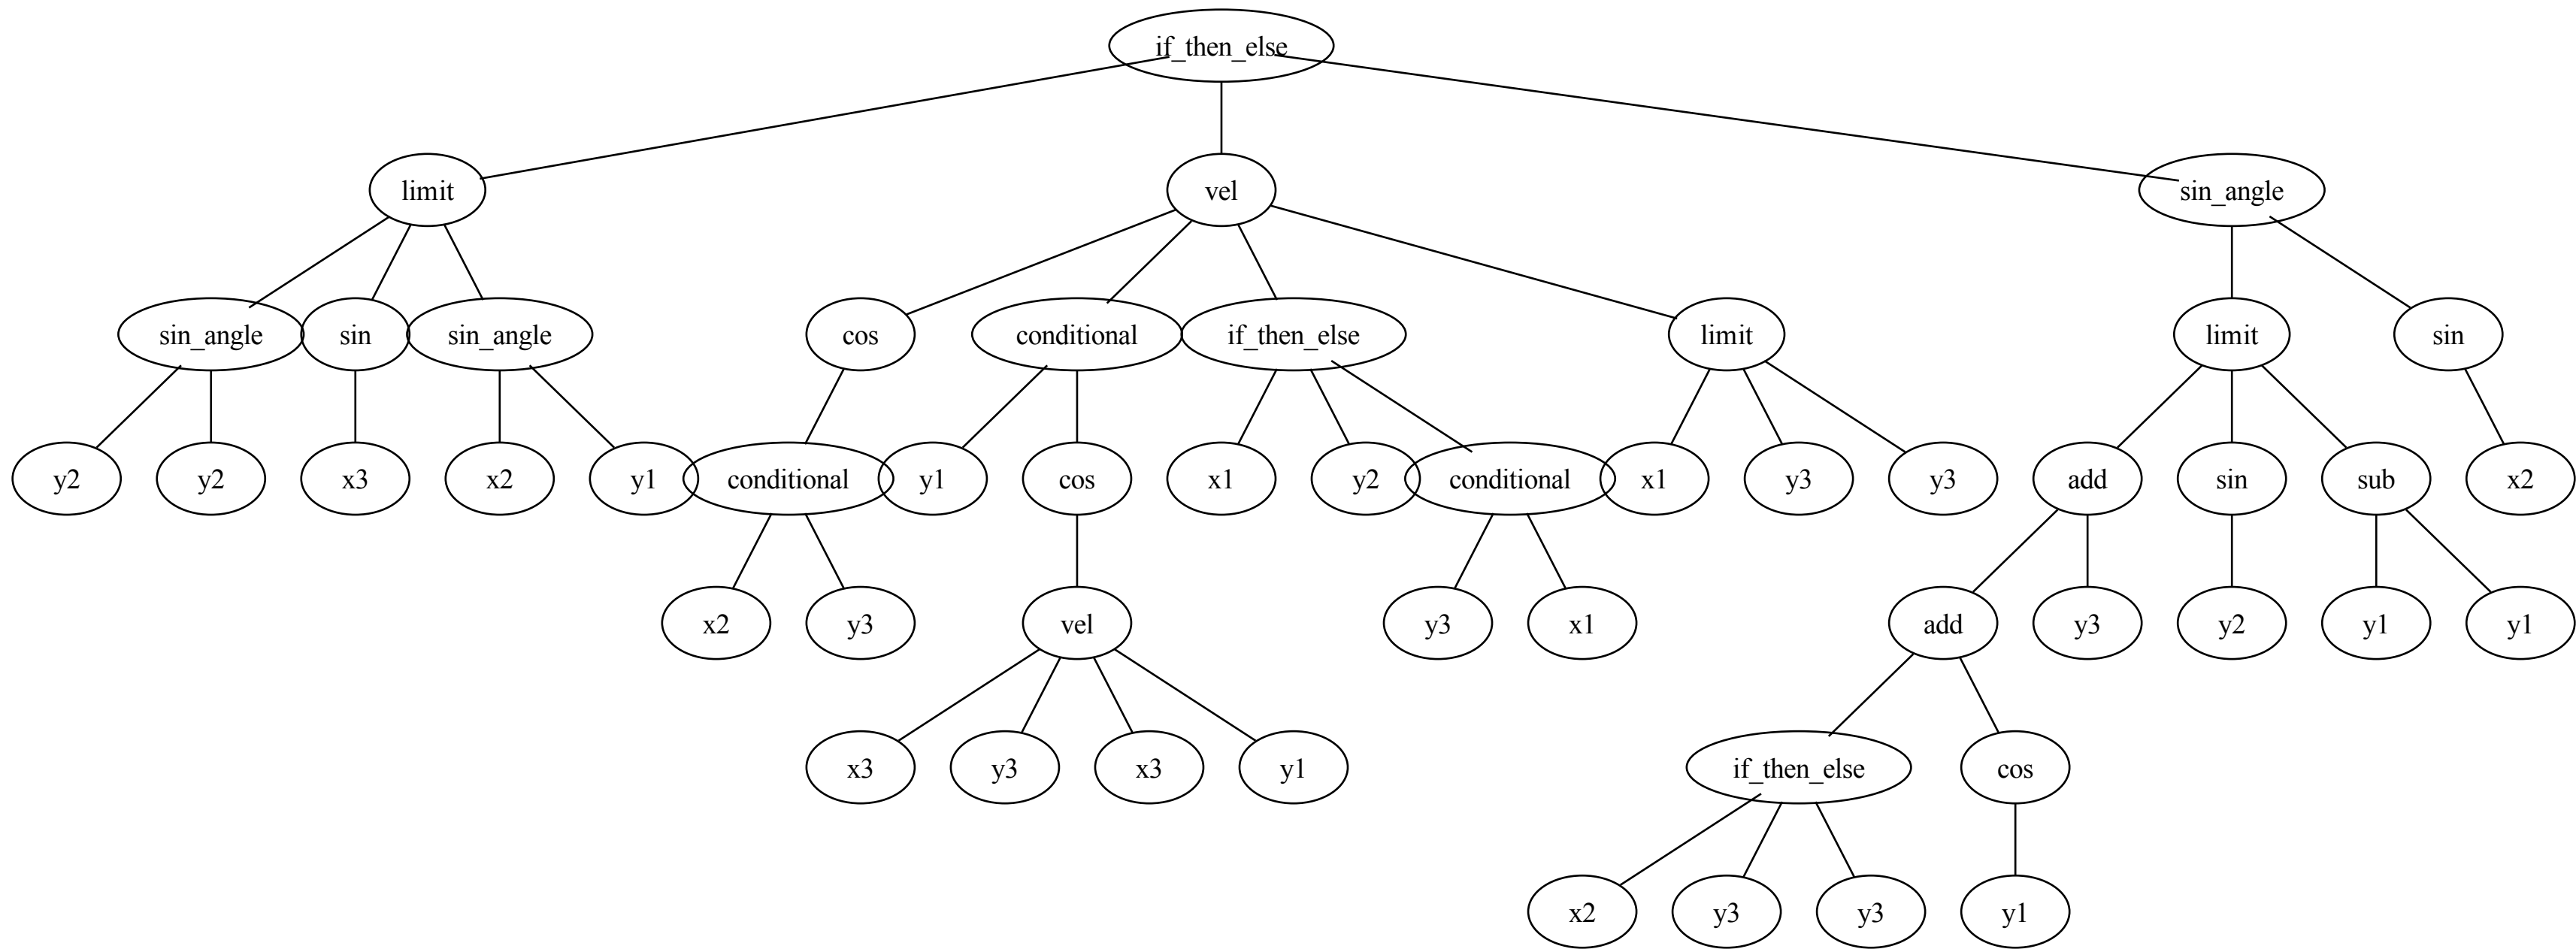 if_then_else
limit vel sin_angle
sin_angle sin sin_angle cos conditional if_then_else limit limit sin
y2 y2 x3 x2 y1 conditional y1 cos x1 y2 conditional x1 y3 y3 add sin sub x2
x2 y3 vel y3 x1 add y3 y2 y1 y1
x3 y3 x3 y1 if_then_else cos
x2 y3 y3 y1